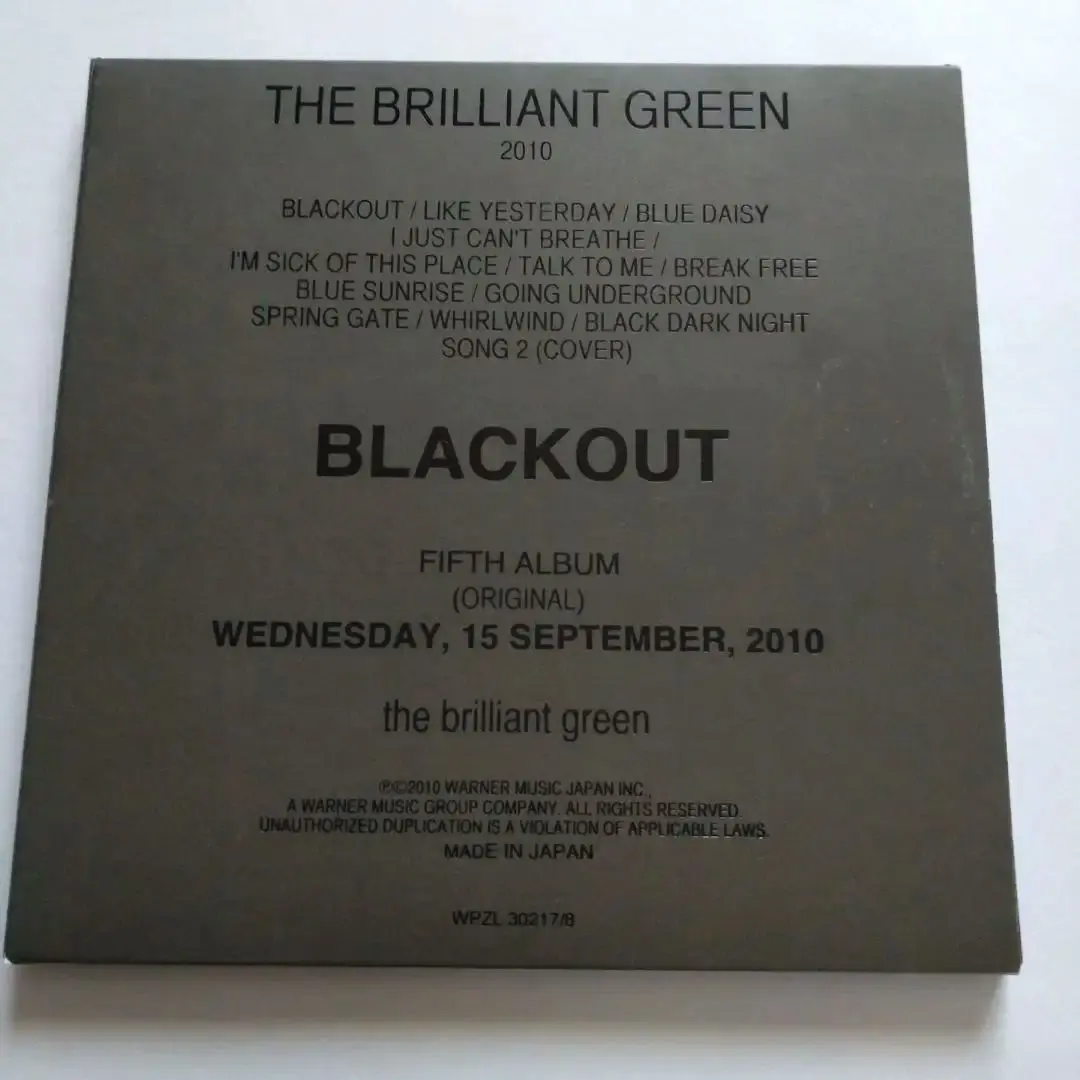 THE BRILLIANT GREEN
2010
BLACKOUT / LIKE YESTERDAY / BLUE DAISY
I JUST CAN'T BREATHE /
I'M SICK OF THIS PLACE / TALK TO ME / BREAK FREE
BLUE SUNRISE / GOING UNDERGROUND
SPRING GATE / WHIRLWIND / BLACK DARK NIGHT
SONG 2 (COVER)
BLACKOUT
FIFTH ALBUM
(ORIGINAL)
WEDNESDAY, 15 SEPTEMBER, 2010
the brilliant green
℗©2010 WARNER MUSIC JAPAN INC.,
A WARNER MUSIC GROUP COMPANY. ALL RIGHTS RESERVED.
UNAUTHORIZED DUPLICATION IS A VIOLATION OF APPLICABLE LAWS.
MADE IN JAPAN
WPZL 30217/8